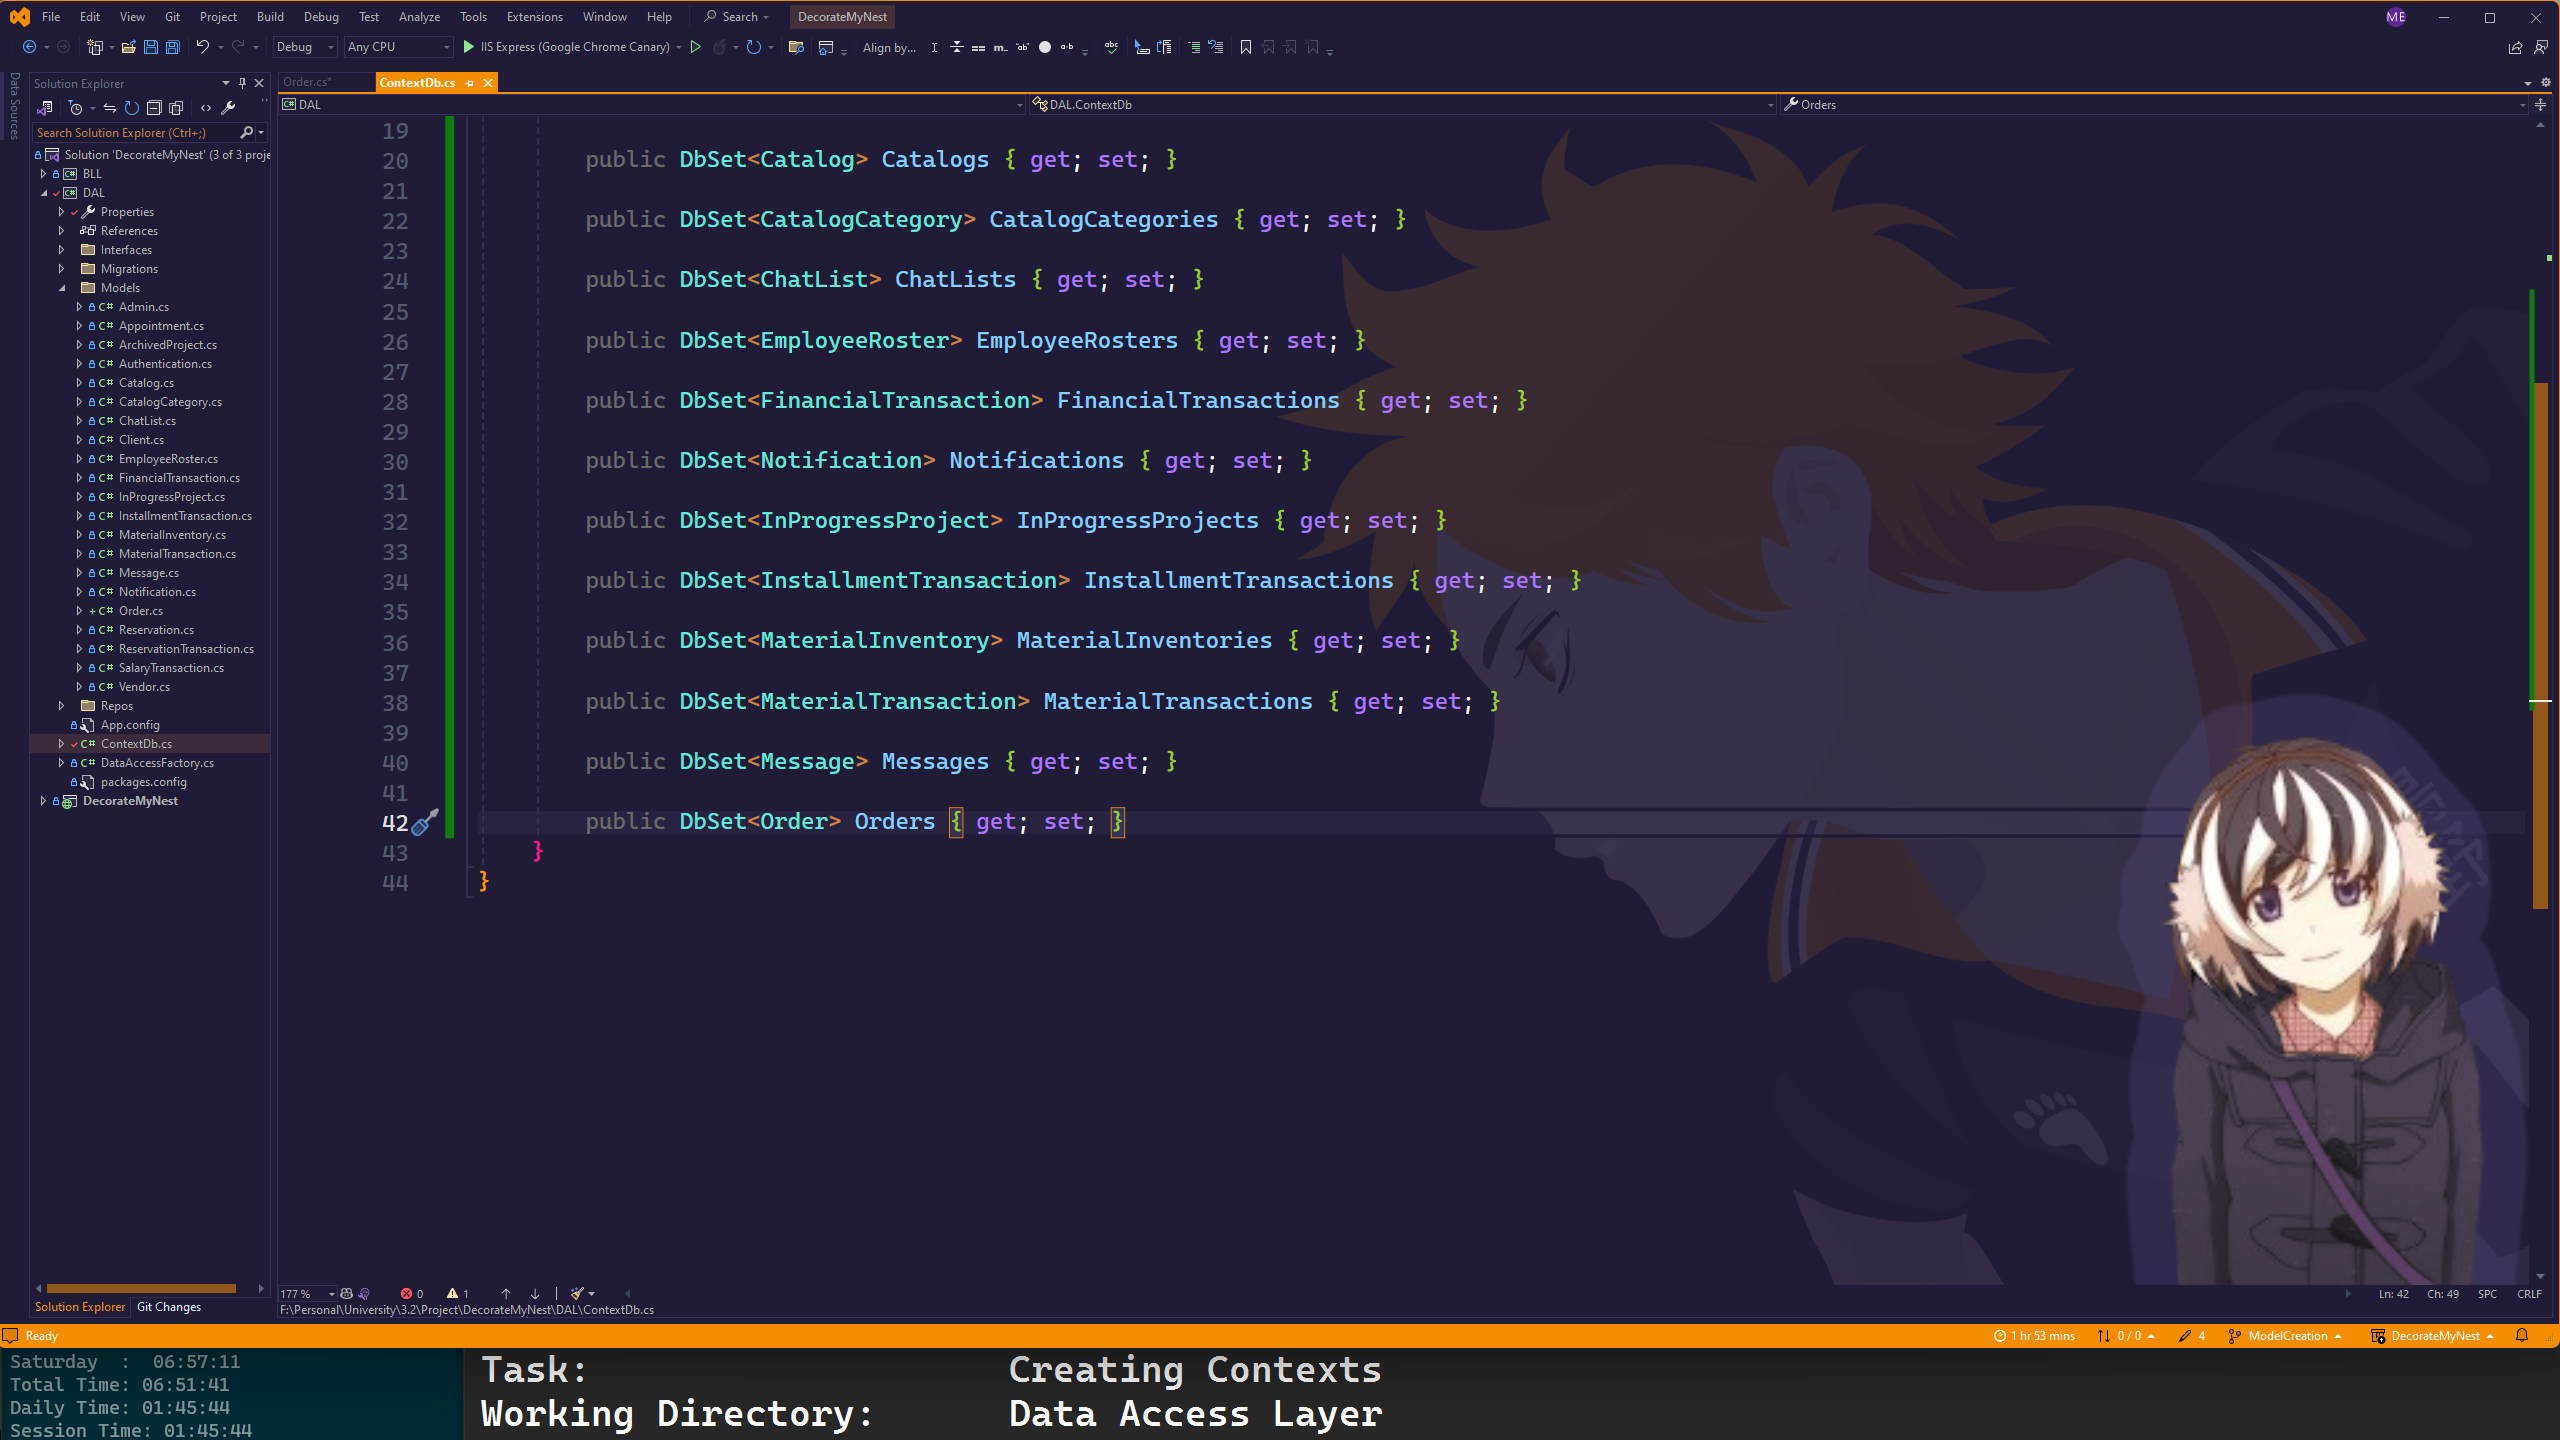 File Edit View Git Project Build Debug Test Analyze Tools Extensions Window Help Search DecorateMyNest ME
Debug Any CPU IIS Express (Google Chrome Canary) Align by...
Data Sources
Solution Explorer
Order.cs* ContextDb.cs
DAL DAL.ContextDb Orders
Search Solution Explorer (Ctrl+;)
Solution 'DecorateMyNest' (3 of 3 proje
BLL
DAL
Properties
References
Interfaces
Migrations
Models
Admin.cs
Appointment.cs
ArchivedProject.cs
Authentication.cs
Catalog.cs
CatalogCategory.cs
ChatList.cs
Client.cs
EmployeeRoster.cs
FinancialTransaction.cs
InProgressProject.cs
InstallmentTransaction.cs
MaterialInventory.cs
MaterialTransaction.cs
Message.cs
Notification.cs
Order.cs
Reservation.cs
ReservationTransaction.cs
SalaryTransaction.cs
Vendor.cs
Repos
App.config
ContextDb.cs
DataAccessFactory.cs
packages.config
DecorateMyNest
Solution Explorer Git Changes
19
20 public DbSet<Catalog> Catalogs { get; set; }
21
22 public DbSet<CatalogCategory> CatalogCategories { get; set; }
23
24 public DbSet<ChatList> ChatLists { get; set; }
25
26 public DbSet<EmployeeRoster> EmployeeRosters { get; set; }
27
28 public DbSet<FinancialTransaction> FinancialTransactions { get; set; }
29
30 public DbSet<Notification> Notifications { get; set; }
31
32 public DbSet<InProgressProject> InProgressProjects { get; set; }
33
34 public DbSet<InstallmentTransaction> InstallmentTransactions { get; set; }
35
36 public DbSet<MaterialInventory> MaterialInventories { get; set; }
37
38 public DbSet<MaterialTransaction> MaterialTransactions { get; set; }
39
40 public DbSet<Message> Messages { get; set; }
41
42 public DbSet<Order> Orders { get; set; }
43 }
44 }
177 % 0 1 Ln: 42 Ch: 49 SPC CRLF
F:\Personal\University\3.2\Project\DecorateMyNest\DAL\ContextDb.cs
Ready 1 hr 53 mins 0 / 0 4 ModelCreation DecorateMyNest
Saturday : 06:57:11
Total Time: 06:51:41
Daily Time: 01:45:44
Session Time: 01:45:44
Task: Creating Contexts
Working Directory: Data Access Layer